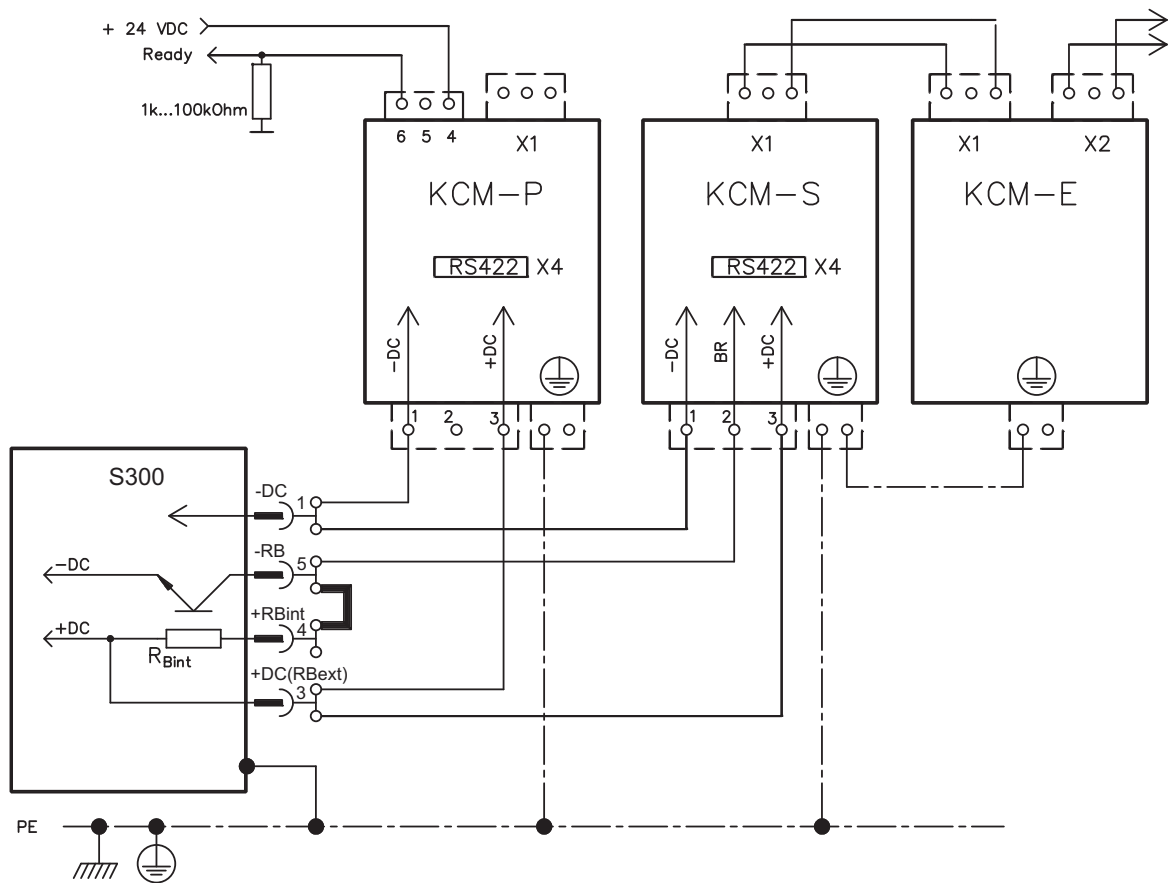 + 24 VDC
Ready
1k...100kOhm
6 5 4
X1
X1
X1
X2
KCM-P
KCM-S
KCM-E
RS422 X4
RS422 X4
-DC
+DC
-DC
BR
+DC
1 2 3
1 2 3
S300
-DC
1
-RB
5
-DC
+RBint
4
+DC
RBint
+DC(RBext)
3
PE